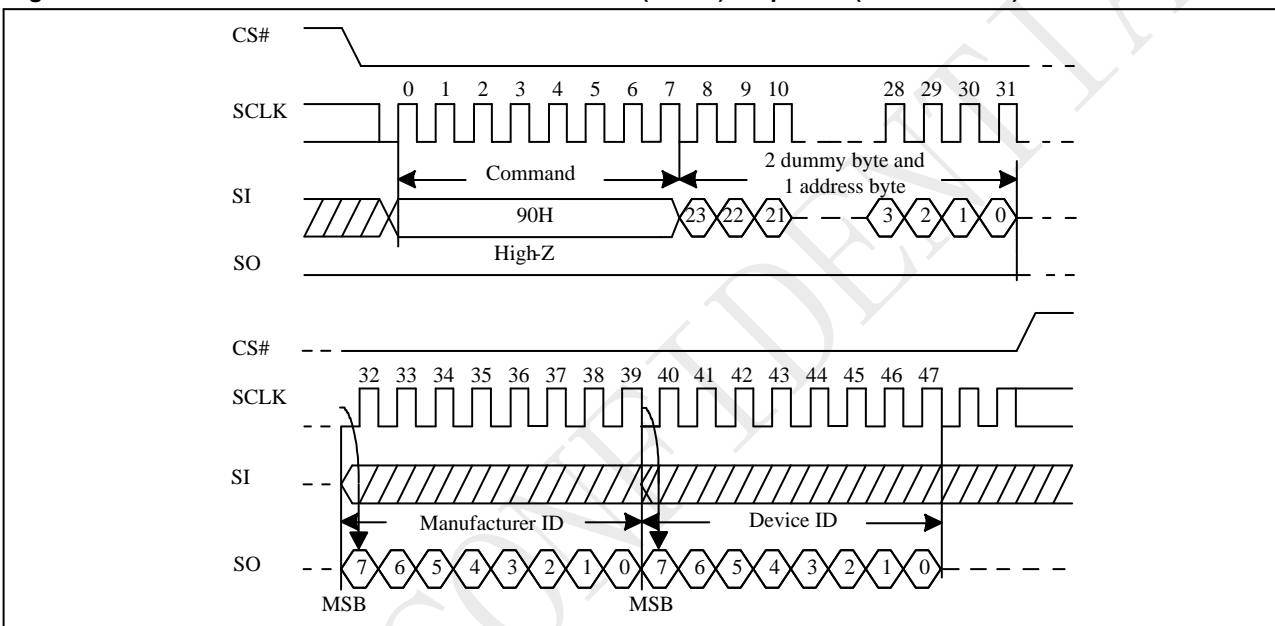 CS#
0 1 2 3 4 5 6 7 8 9 10 28 29 30 31
SCLK
Command
2 dummy byte and
1 address byte
SI
90H
23 22 21 3 2 1 0
High-Z
SO
CS#
32 33 34 35 36 37 38 39 40 41 42 43 44 45 46 47
SCLK
SI
Manufacturer ID
Device ID
SO
7 6 5 4 3 2 1 0 7 6 5 4 3 2 1 0
MSB
MSB